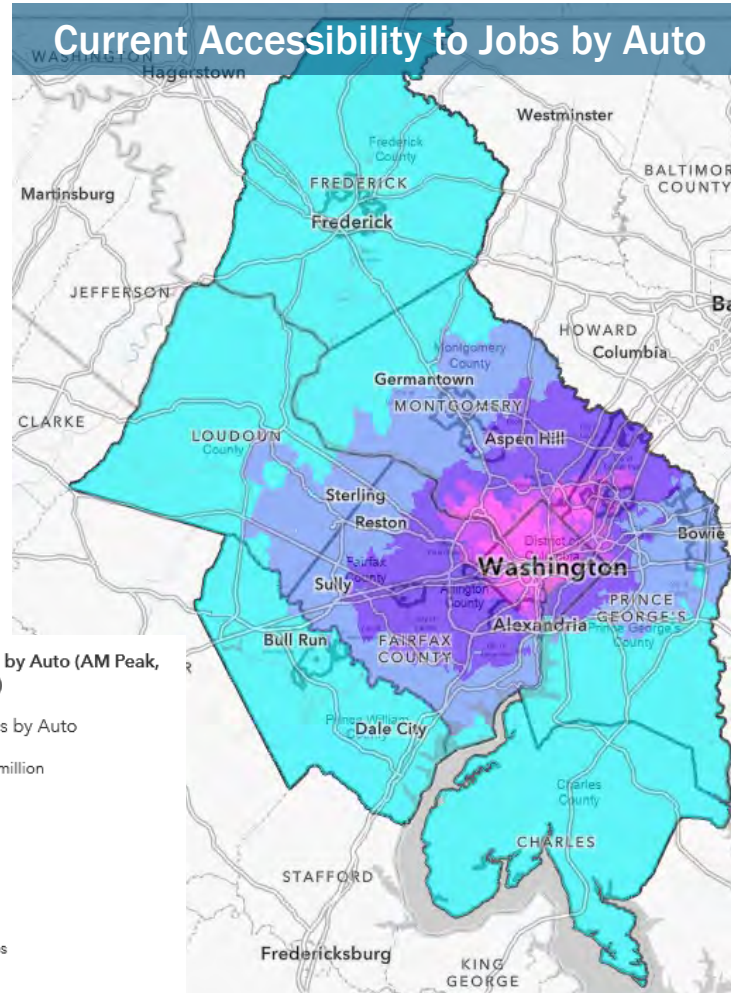 Current Accessibility to Jobs by Auto
WASHINGTON
Hagerstown
Westminster
Frederick
County
BALTIMOR
COUNTY
FREDERICK
Martinsburg
Frederick
JEFFERSON
Ba
HOWARD
Columbia
Montgomery
County
Germantown
MONTGOMERY
CLARKE
LOUDOUN
County
Aspen Hill
Sterling
Reston
Bowie
District of
Columbia
Washington
Fairfax
County
Sully
Arlington
County
PRINCE
GEORGE'S
Prince George's
County
Alexandria
Bull Run
FAIRFAX
COUNTY
by Auto (AM Peak,
)
s by Auto
million
s
R
Prince William
County
Dale City
Charles
County
CHARLES
STAFFORD
Fredericksburg
KING
GEORGE